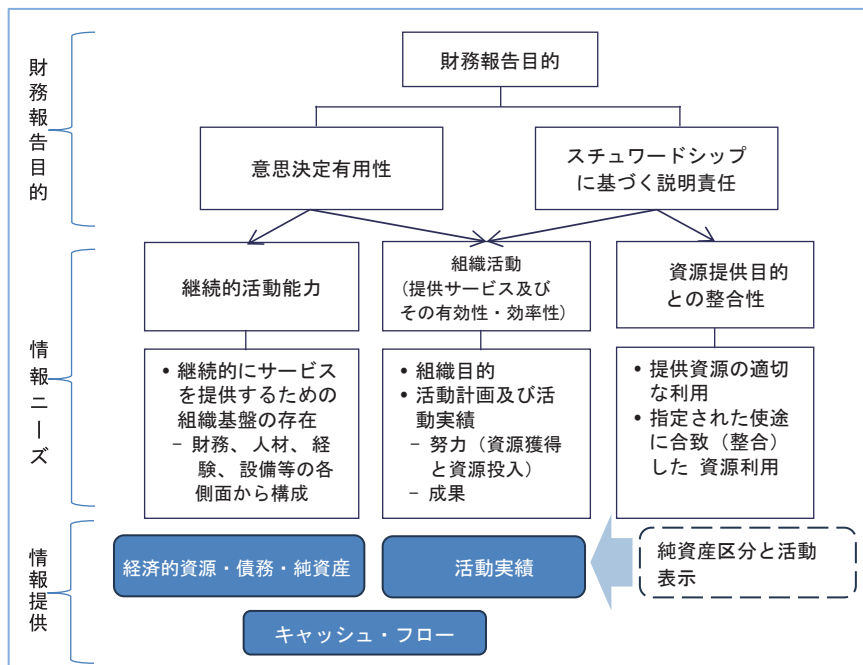 財務報告目的
財務報告目的
意思決定有用性
スチュワードシップ
に基づく説明責任
情報ニーズ
継続的活動能力
組織活動
(提供サービス及び
その有効性・効率性)
資源提供目的
との整合性
• 継続的にサービス
を提供するための
組織基盤の存在
− 財務、人材、経
験、設備等の各
側面から構成
• 組織目的
• 活動計画及び活
動実績
− 努力（資源獲得
と資源投入）
− 成果
• 提供資源の適切
な利用
• 指定された使途
に合致（整合）
した 資源利用
情報提供
経済的資源・債務・純資産
活動実績
純資産区分と活動
表示
キャッシュ・フロー